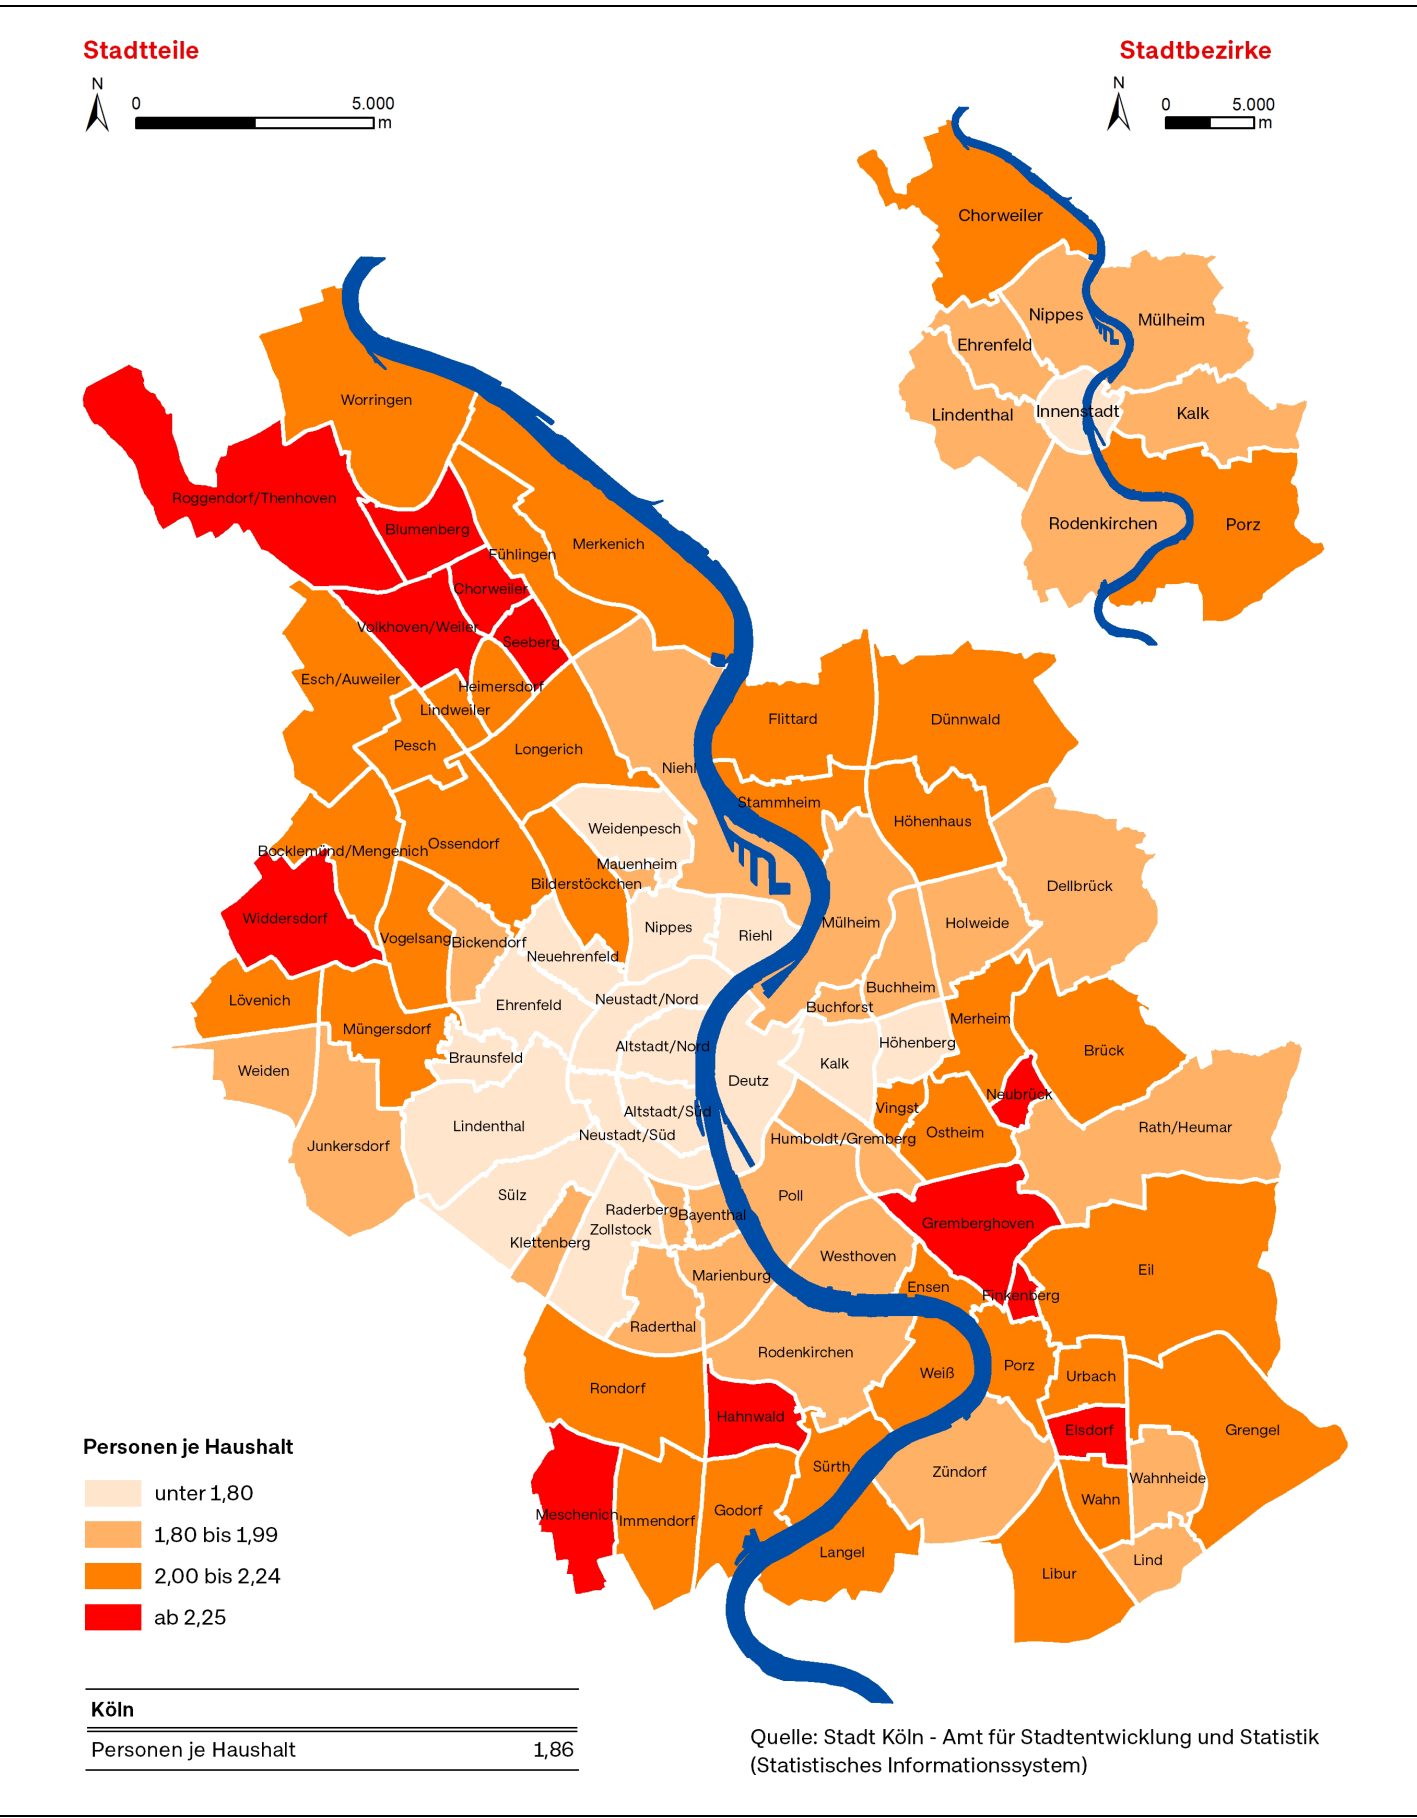 Stadtteile
N
0 5.000
m
Stadtbezirke
N
0 5.000
m
Chorweiler
Nippes
Mülheim
Ehrenfeld
Lindenthal
Innenstadt
Kalk
Rodenkirchen
Porz
Worringen
Roggendorf/Thenhoven
Blumenberg
Fühlingen
Merkenich
Chorweiler
Volkhoven/Weiler
Seeberg
Esch/Auweiler
Heimersdorf
Lindweiler
Pesch
Longerich
Niehl
Flittard
Dünnwald
Stammheim
Höhenhaus
Weidenpesch
Ossendorf
Bocklemünd/Mengenich
Mauenheim
Bilderstöckchen
Dellbrück
Widdersdorf
Vogelsang
Bickendorf
Nippes
Riehl
Mülheim
Holweide
Neuehrenfeld
Lövenich
Ehrenfeld
Neustadt/Nord
Buchheim
Buchforst
Merheim
Müngersdorf
Braunsfeld
Altstadt/Nord
Höhenberg
Brück
Weiden
Kalk
Deutz
Neubrück
Altstadt/Süd
Vingst
Lindenthal
Neustadt/Süd
Humboldt/Gremberg
Ostheim
Rath/Heumar
Junkersdorf
Sülz
Poll
Raderberg
Bayenthal
Zollstock
Gremberghoven
Klettenberg
Westhoven
Marienburg
Eil
Ensen
Finkenberg
Raderthal
Rodenkirchen
Weiß
Porz
Urbach
Rondorf
Hahnwald
Elsdorf
Grengel
Sürth
Zündorf
Wahnheide
Wahn
Meschenich
Immendorf
Godorf
Langel
Libur
Lind
Personen je Haushalt
unter 1,80
1,80 bis 1,99
2,00 bis 2,24
ab 2,25
Köln
Personen je Haushalt 1,86
Quelle: Stadt Köln - Amt für Stadtentwicklung und Statistik
(Statistisches Informationssystem)